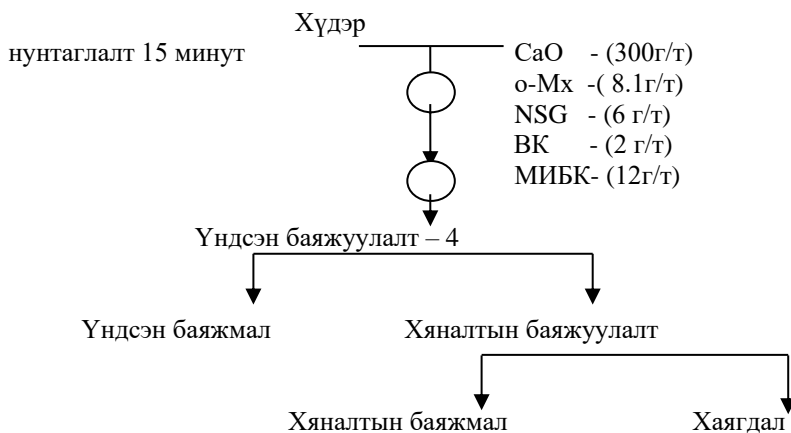 Хүдэр
нунтаглалт 15 минут
CaO - (300г/т)
o-Mx -( 8.1г/т)
NSG - (6 г/т)
ВК - (2 г/т)
МИБК- (12г/т)
Үндсэн баяжуулалт – 4
Үндсэн баяжмал Хяналтын баяжуулалт
Хяналтын баяжмал Хаягдал